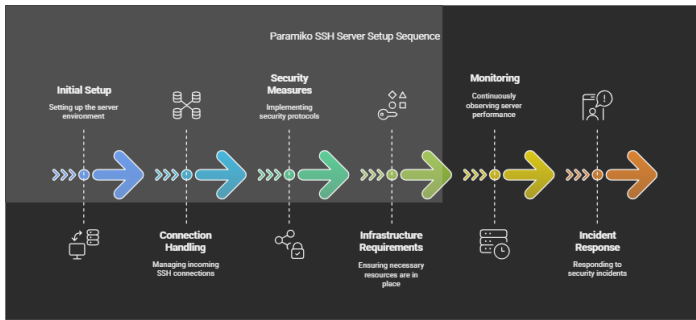 Paramiko SSH Server Setup Sequence
Initial Setup
Setting up the server
environment
Security
Measures
Implementing
security protocols
Monitoring
Continuously
observing server
performance
Connection
Handling
Managing incoming
SSH connections
Infrastructure
Requirements
Ensuring necessary
resources are in
place
Incident
Response
Responding to
security incidents